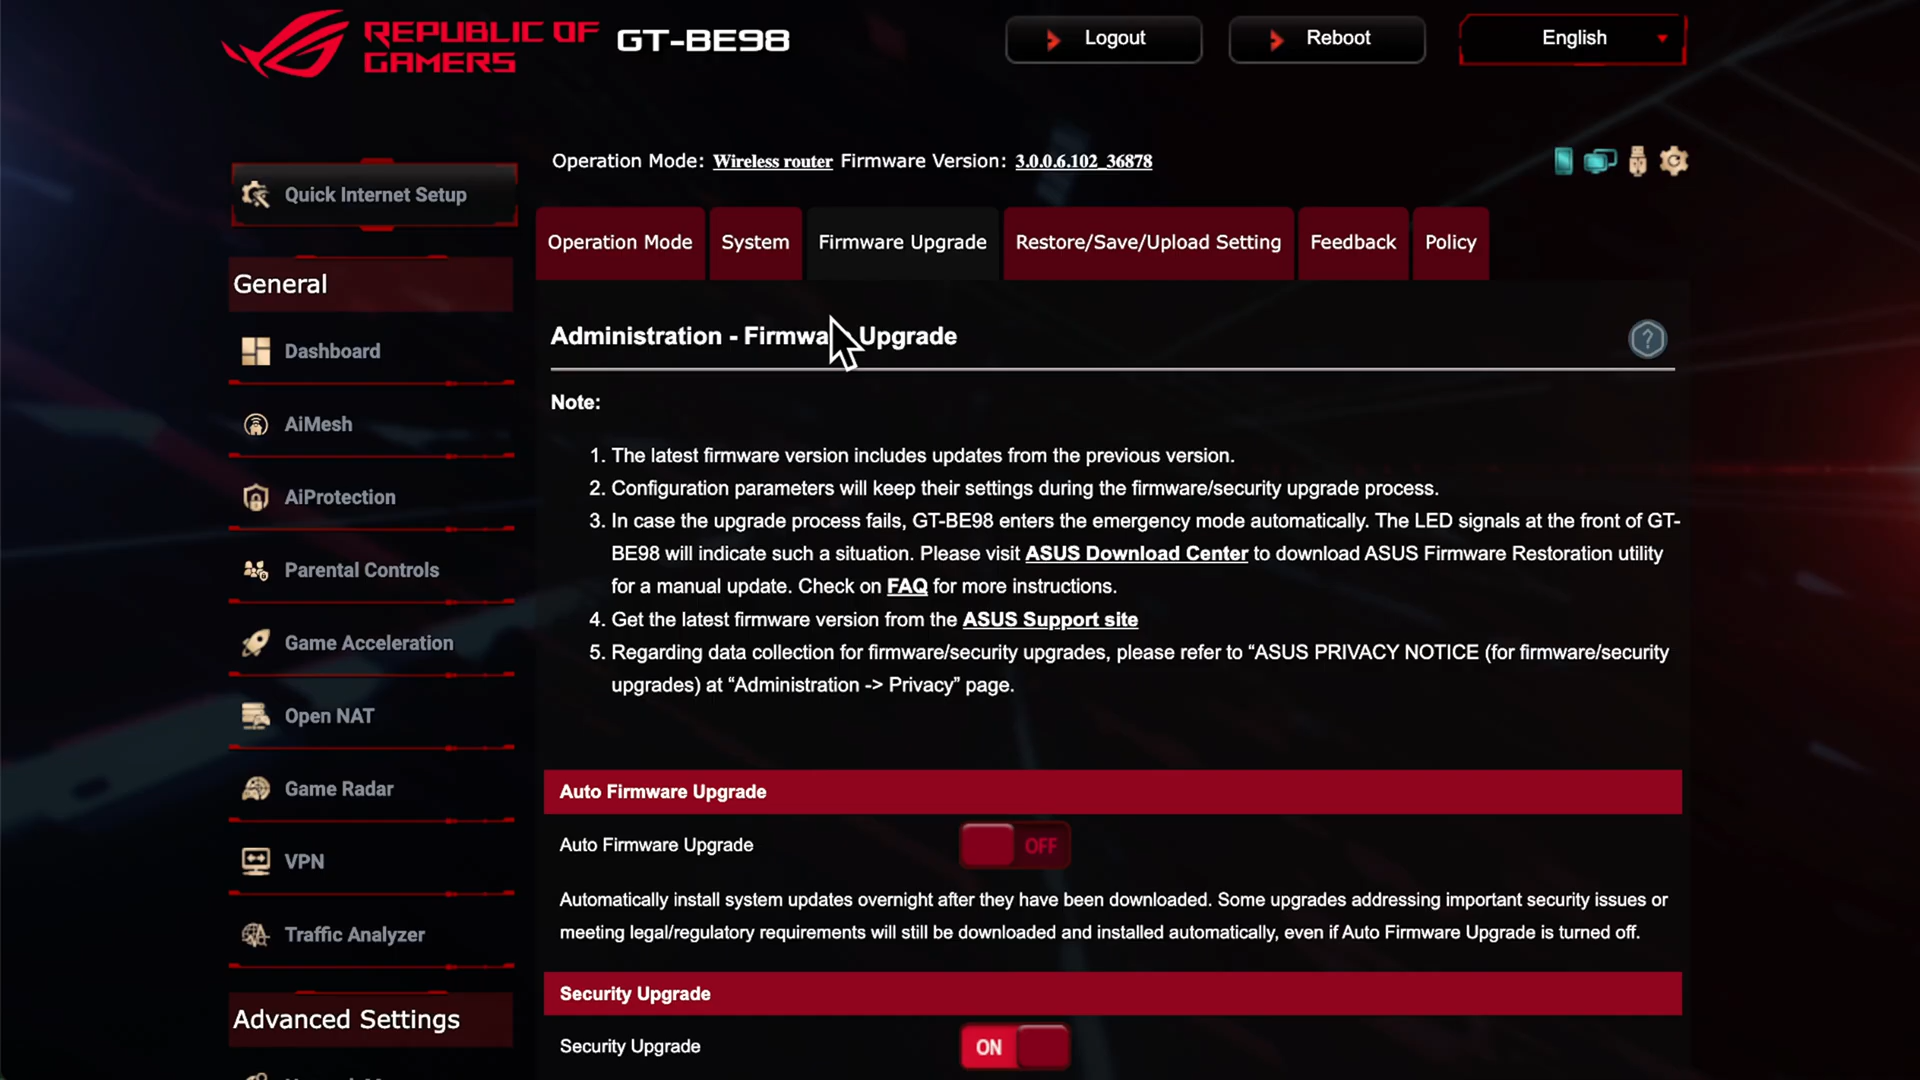 REPUBLIC OF
GAMERS
GT-BE98
Logout
Reboot
English
Operation Mode: Wireless router Firmware Version: 3.0.0.6.102_36878
Quick Internet Setup
Operation Mode
System
Firmware Upgrade
Restore/Save/Upload Setting
Feedback
Policy
General
Dashboard
AiMesh
AiProtection
Parental Controls
Game Acceleration
Open NAT
Game Radar
VPN
Traffic Analyzer
Advanced Settings
Administration - Firmwa Upgrade
Note:
1. The latest firmware version includes updates from the previous version.
2. Configuration parameters will keep their settings during the firmware/security upgrade process.
3. In case the upgrade process fails, GT-BE98 enters the emergency mode automatically. The LED signals at the front of GT-
BE98 will indicate such a situation. Please visit ASUS Download Center to download ASUS Firmware Restoration utility
for a manual update. Check on FAQ for more instructions.
4. Get the latest firmware version from the ASUS Support site
5. Regarding data collection for firmware/security upgrades, please refer to “ASUS PRIVACY NOTICE (for firmware/security
upgrades) at “Administration -> Privacy” page.
Auto Firmware Upgrade
Auto Firmware Upgrade
OFF
Automatically install system updates overnight after they have been downloaded. Some upgrades addressing important security issues or
meeting legal/regulatory requirements will still be downloaded and installed automatically, even if Auto Firmware Upgrade is turned off.
Security Upgrade
Security Upgrade
ON